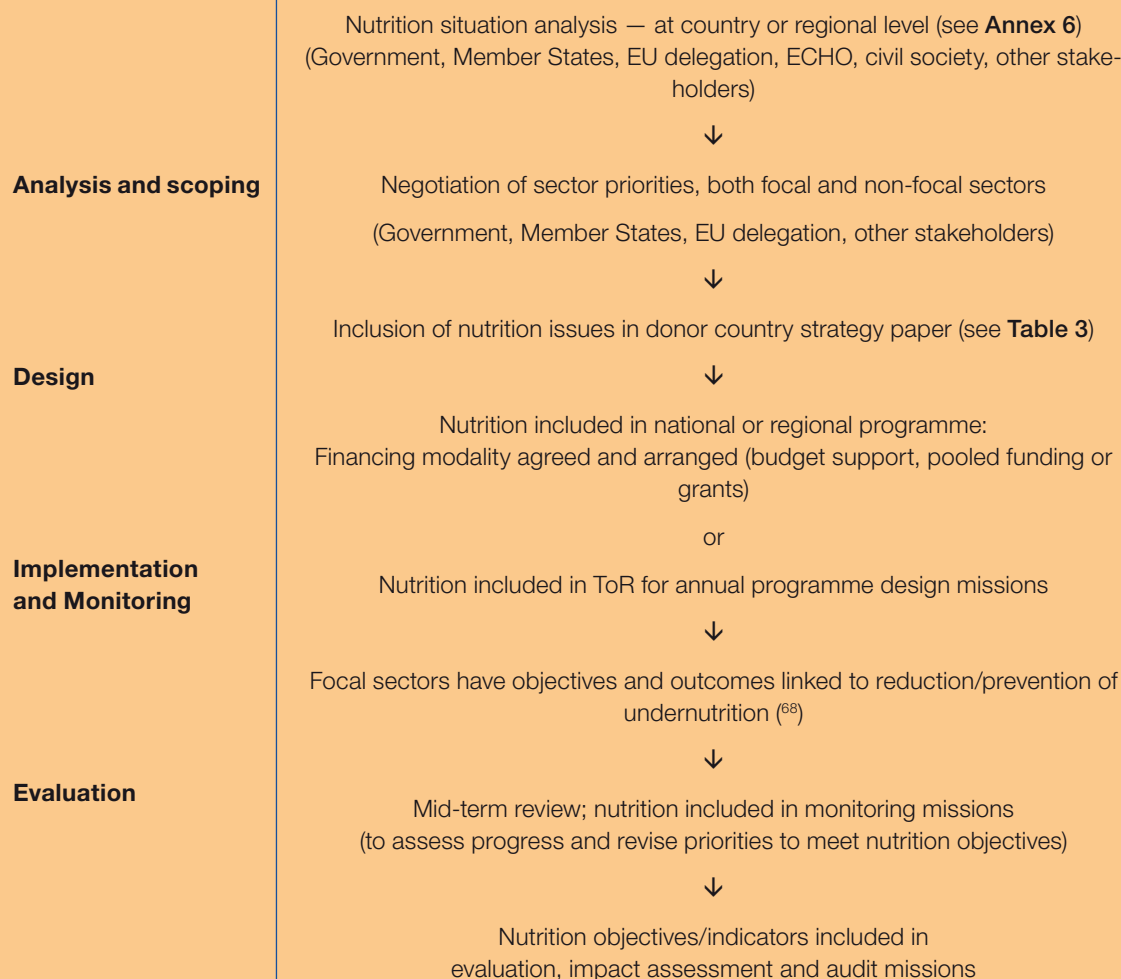 Nutrition situation analysis — at country or regional level (see Annex 6)
(Government, Member States, EU delegation, ECHO, civil society, other stake-
holders)
↓
Analysis and scoping
Negotiation of sector priorities, both focal and non-focal sectors
(Government, Member States, EU delegation, other stakeholders)
↓
Inclusion of nutrition issues in donor country strategy paper (see Table 3)
Design
↓
Nutrition included in national or regional programme:
Financing modality agreed and arranged (budget support, pooled funding or
grants)
or
Implementation
and Monitoring
Nutrition included in ToR for annual programme design missions
↓
Focal sectors have objectives and outcomes linked to reduction/prevention of
undernutrition (⁶⁸)
↓
Evaluation
Mid-term review; nutrition included in monitoring missions
(to assess progress and revise priorities to meet nutrition objectives)
↓
Nutrition objectives/indicators included in
evaluation, impact assessment and audit missions